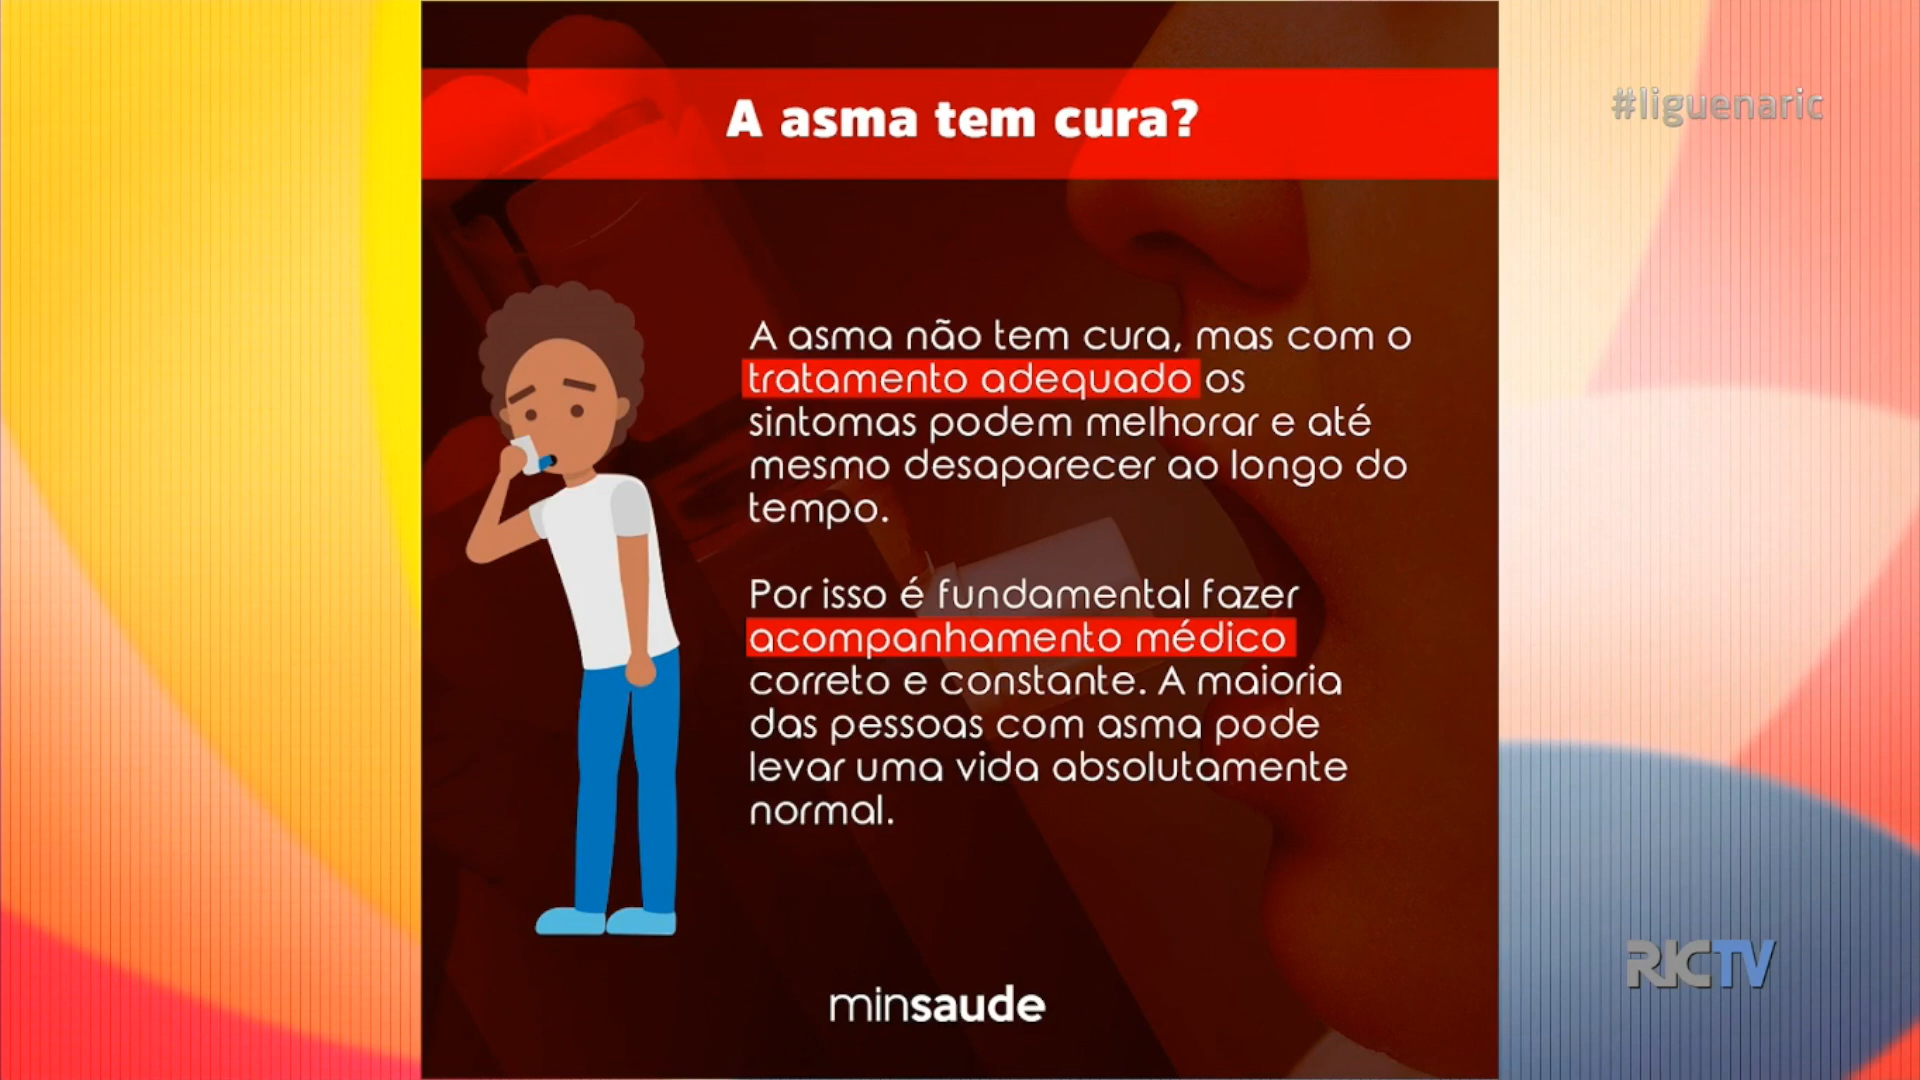 A asma tem cura?
#liguenaric
A asma não tem cura, mas com o
tratamento adequado os
sintomas podem melhorar e até
mesmo desaparecer ao longo do
tempo.
Por isso é fundamental fazer
acompanhamento médico
correto e constante. A maioria
das pessoas com asma pode
levar uma vida absolutamente
normal.
RICTV
minsaude